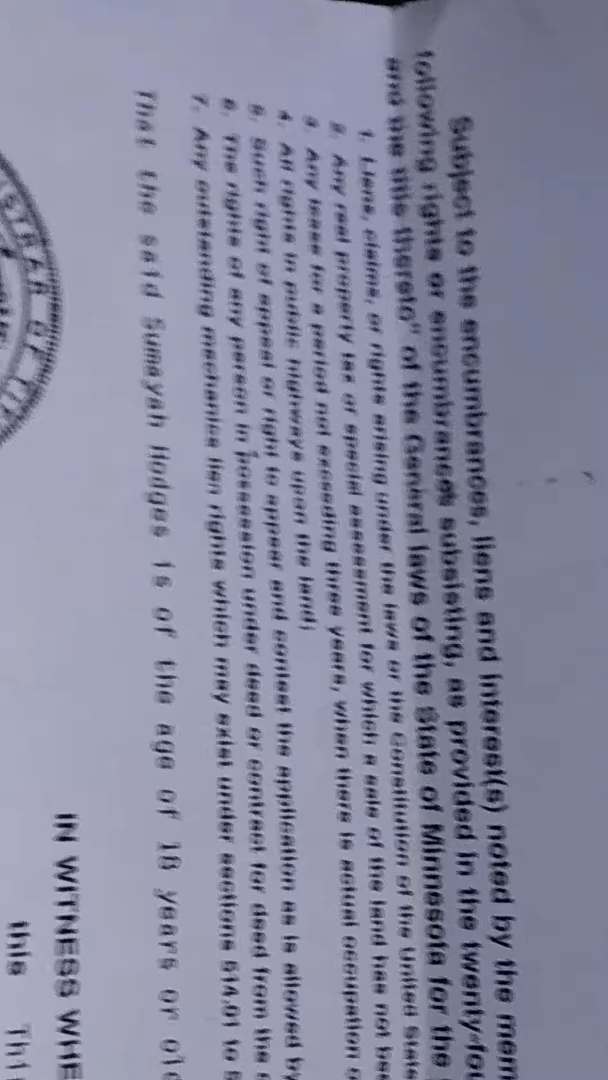 Subject to the encumbrances, liens and interest(s) noted by the mem
following rights or encumbrances subsisting, as provided in the twenty-fou
and the title thereto" of the General laws of the State of Minnesota for the
1. Liens, claims, or rights arising under the laws or the Constitution of the United State
2. Any real property tax or special assessment for which a sale of the land has not bee
3. Any lease for a period not exceeding three years, when there is actual occupation o
4. All rights in public highways upon the land;
5. Such right of appeal or right to appear and contest the application as is allowed by
6. The rights of any person in possession under deed or contract for deed from the
7. Any outstanding mechanics lien rights which may exist under sections 514.01 to 5
That the said Sumayah Hodges is of the age of 18 years or old
IN WITNESS WHE
this Thi
STRAR OF TI